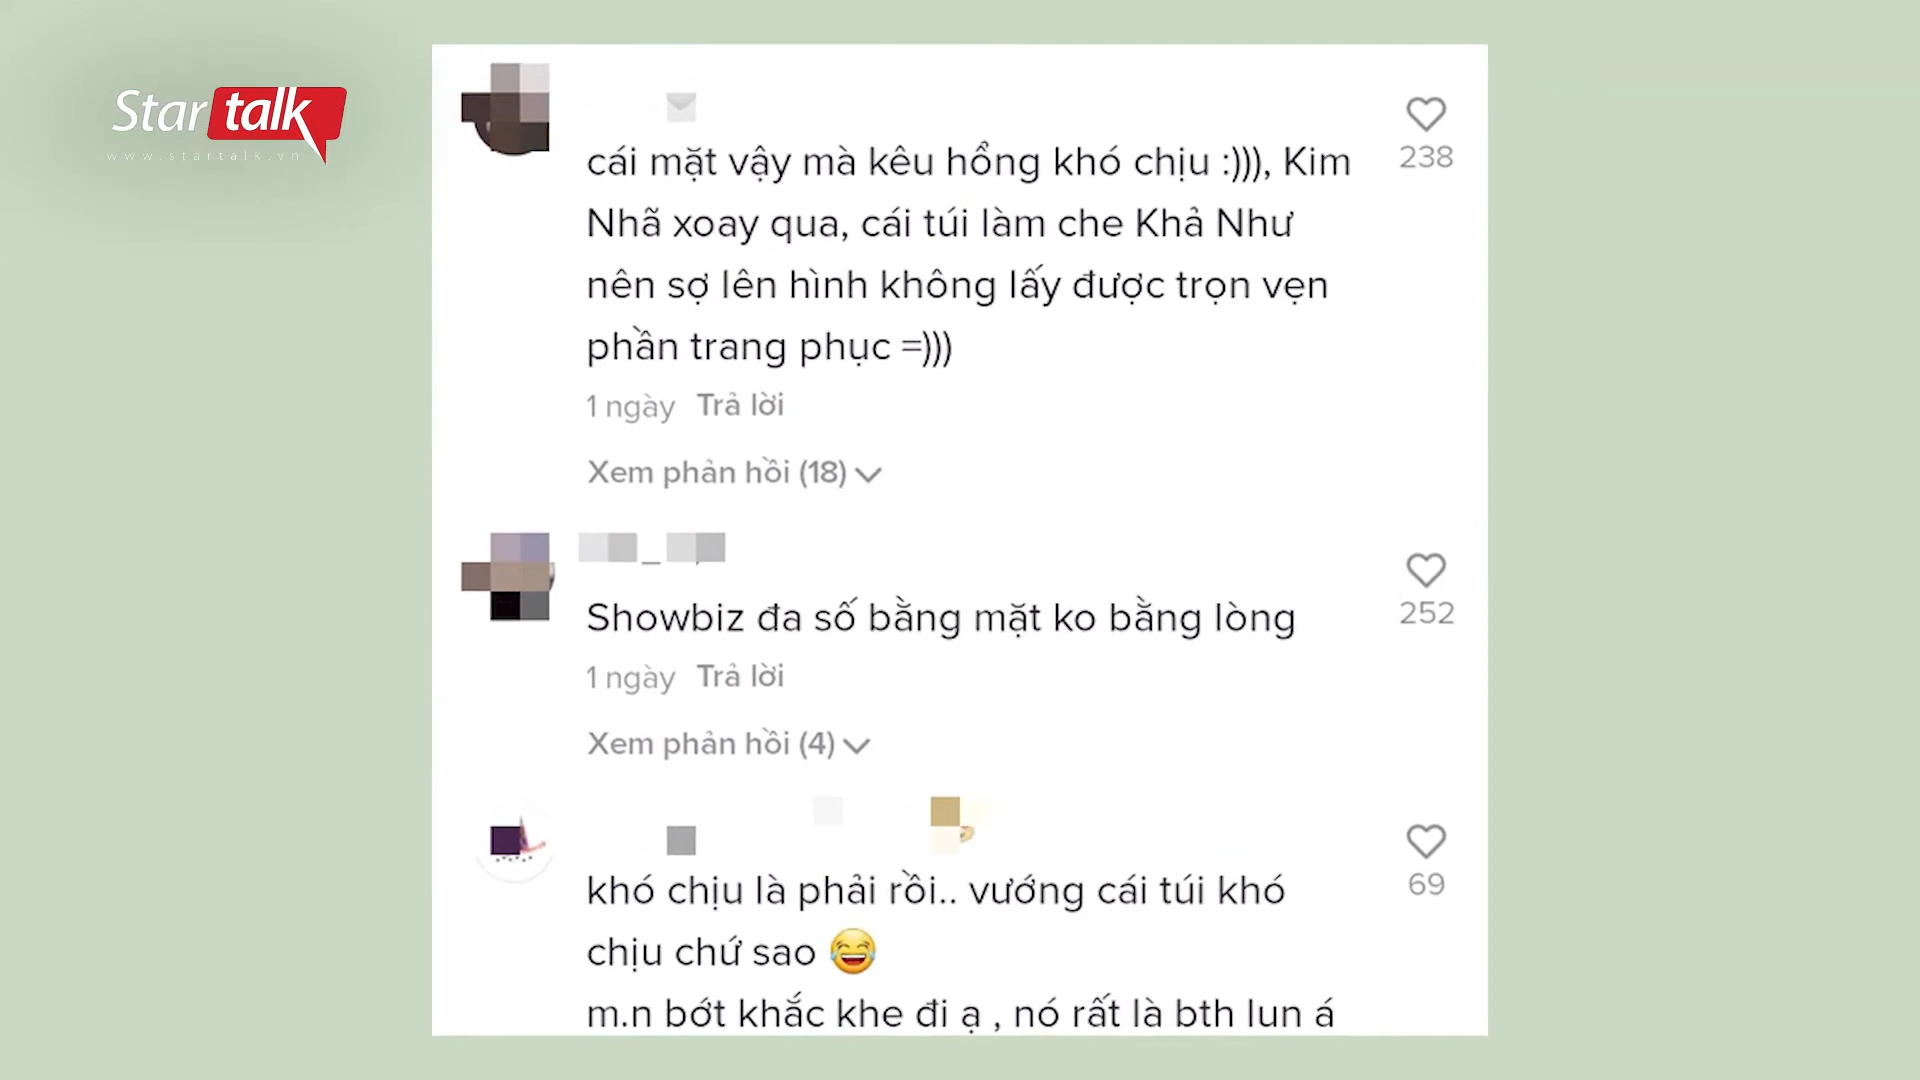 Star talk
www.startalk.vn
cái mặt vậy mà kêu hổng khó chịu :))), Kim
Nhã xoay qua, cái túi làm che Khả Như
nên sợ lên hình không lấy được trọn vẹn
phần trang phục =)))
1 ngày Trả lời
Xem phản hồi (18)
238
Showbiz đa số bằng mặt ko bằng lòng
1 ngày Trả lời
Xem phản hồi (4)
252
khó chịu là phải rồi.. vướng cái túi khó
chịu chứ sao 😂
m.n bớt khắc khe đi ạ , nó rất là bth lun á
69